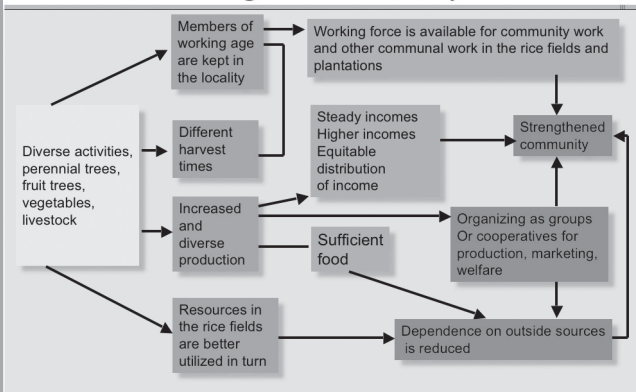 Members of
working age
are kept in
the locality
Working force is available for community work
and other communal work in the rice fields and
plantations
Diverse activities,
perennial trees,
fruit trees,
vegetables,
livestock
Different
harvest
times
Steady incomes
Higher incomes
Equitable
distribution
of income
Strengthened
community
Increased
and
diverse
production
Sufficient
food
Organizing as groups
Or cooperatives for
production, marketing,
welfare
Resources in
the rice fields
are better
utilized in turn
Dependence on outside sources
is reduced